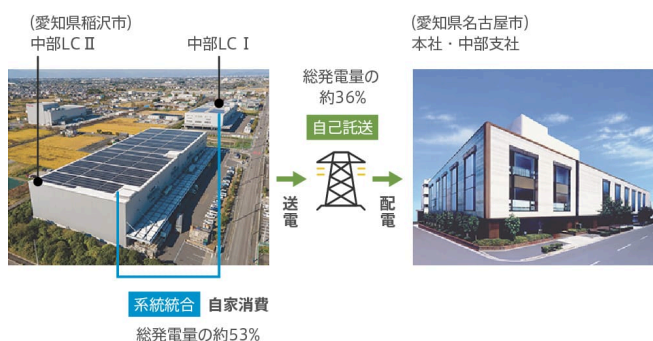 (愛知県稲沢市)
中部LCⅡ
中部LCⅠ
総発電量の
約36%
自己託送
送電
配電
(愛知県名古屋市)
本社・中部支社
系統統合 自家消費
総発電量の約53%